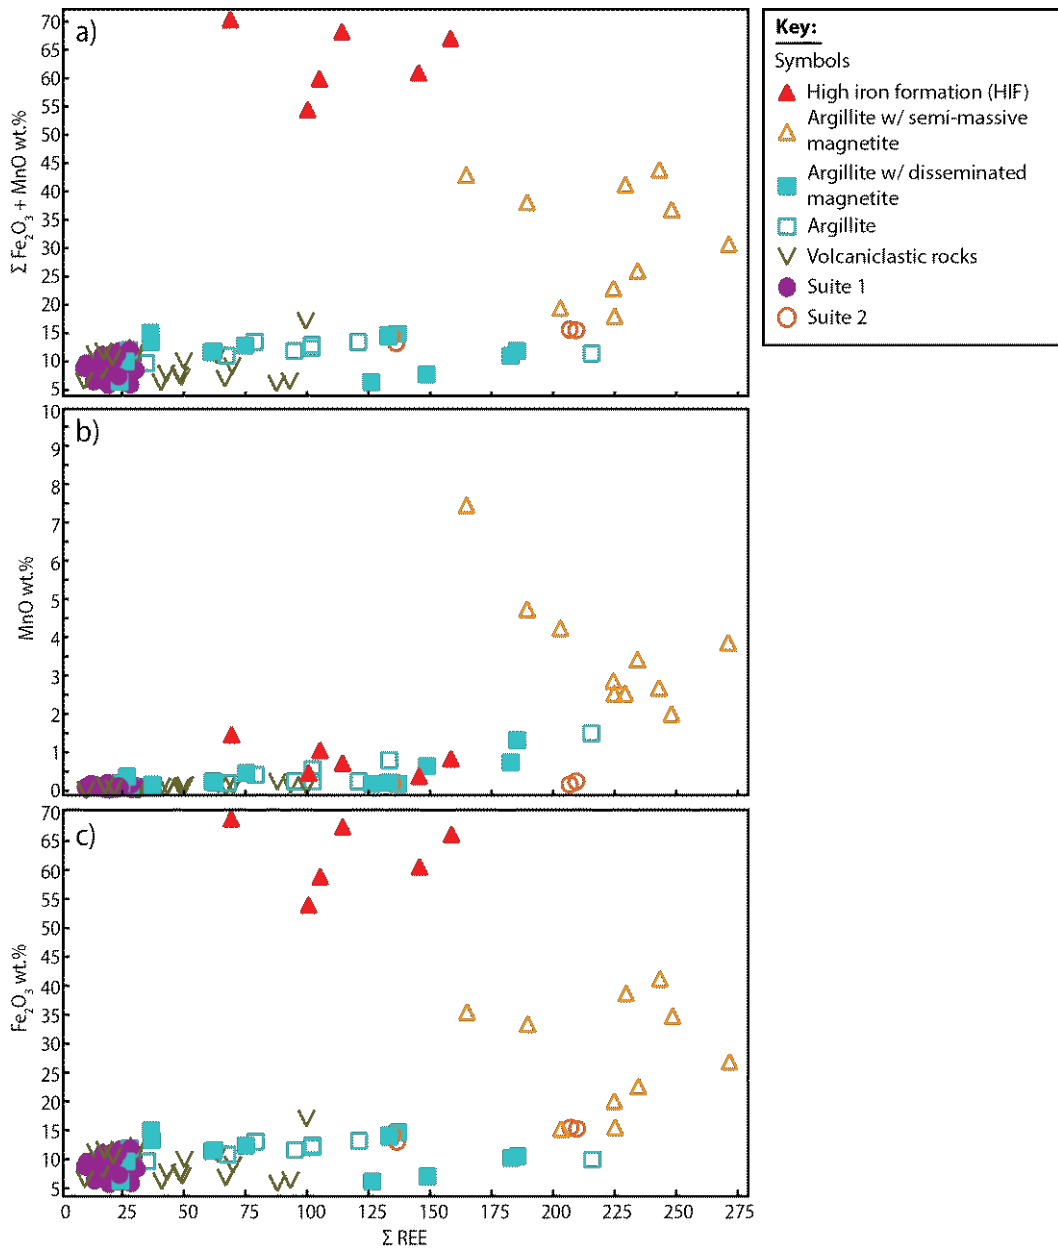 a)
70
65
60
55
50
45
40
35
30
25
20
15
10
5
Σ Fe₂O₃ + MnO wt.%
Key:
Symbols
High iron formation (HIF)
Argillite w/ semi-massive
magnetite
Argillite w/ disseminated
magnetite
Argillite
Volcaniclastic rocks
Suite 1
Suite 2
b)
10
9
8
7
6
5
4
3
2
1
0
MnO wt.%
c)
70
65
60
55
50
45
40
35
30
25
20
15
10
5
Fe₂O₃ wt.%
0 25 50 75 100 125 150 175 200 225 250 275
Σ REE